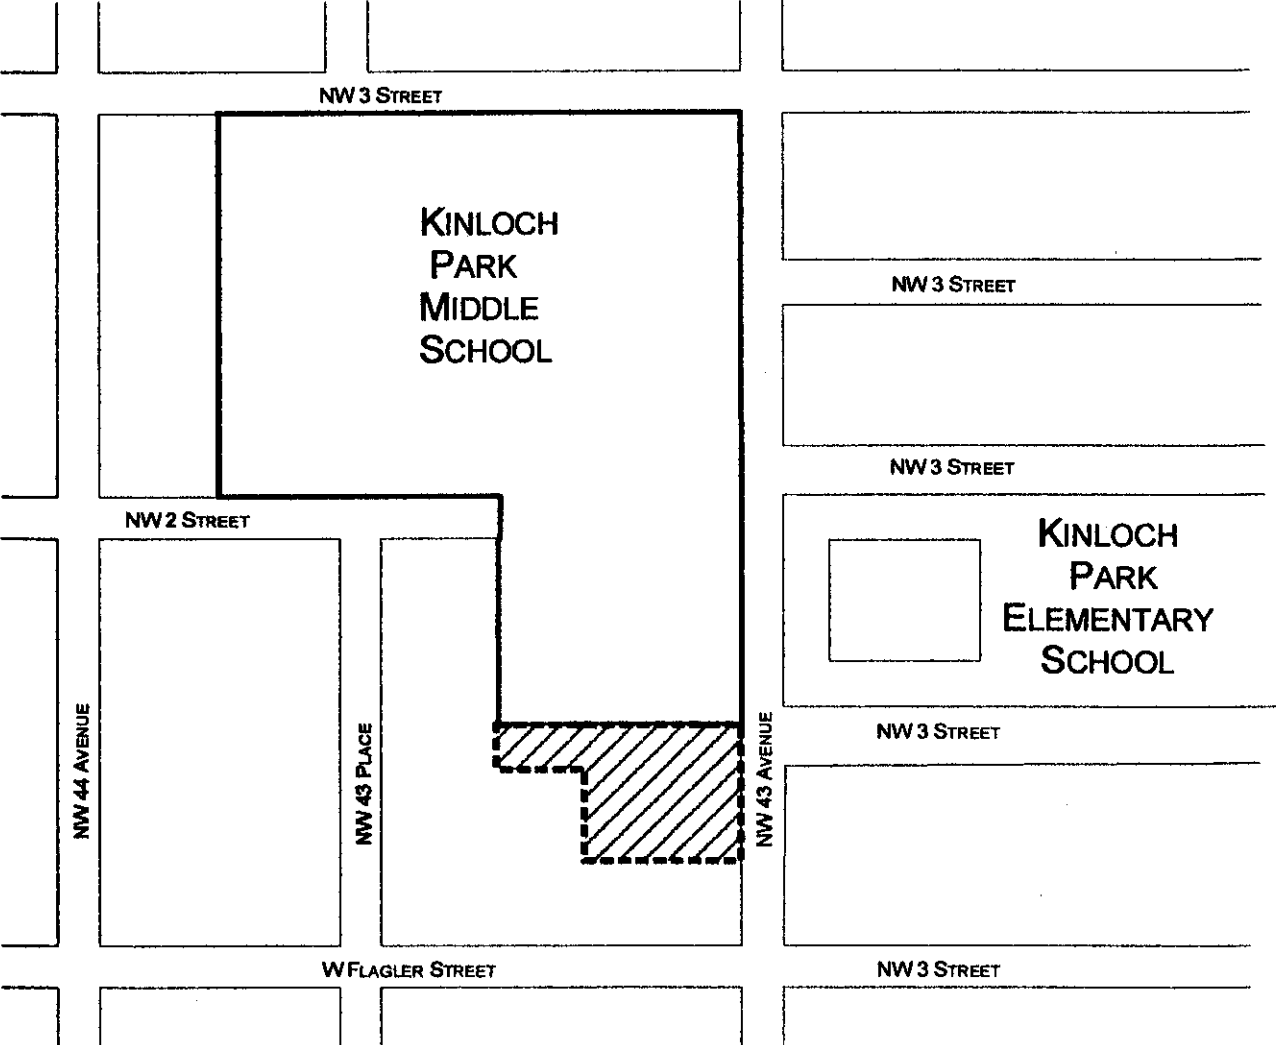 NW 3 STREET
KINLOCH
PARK
MIDDLE
SCHOOL
NW 3 STREET
NW 3 STREET
NW 2 STREET
KINLOCH
PARK
ELEMENTARY
SCHOOL
NW 44 AVENUE
NW 43 PLACE
NW 43 AVENUE
NW 3 STREET
W FLAGLER STREET
NW 3 STREET